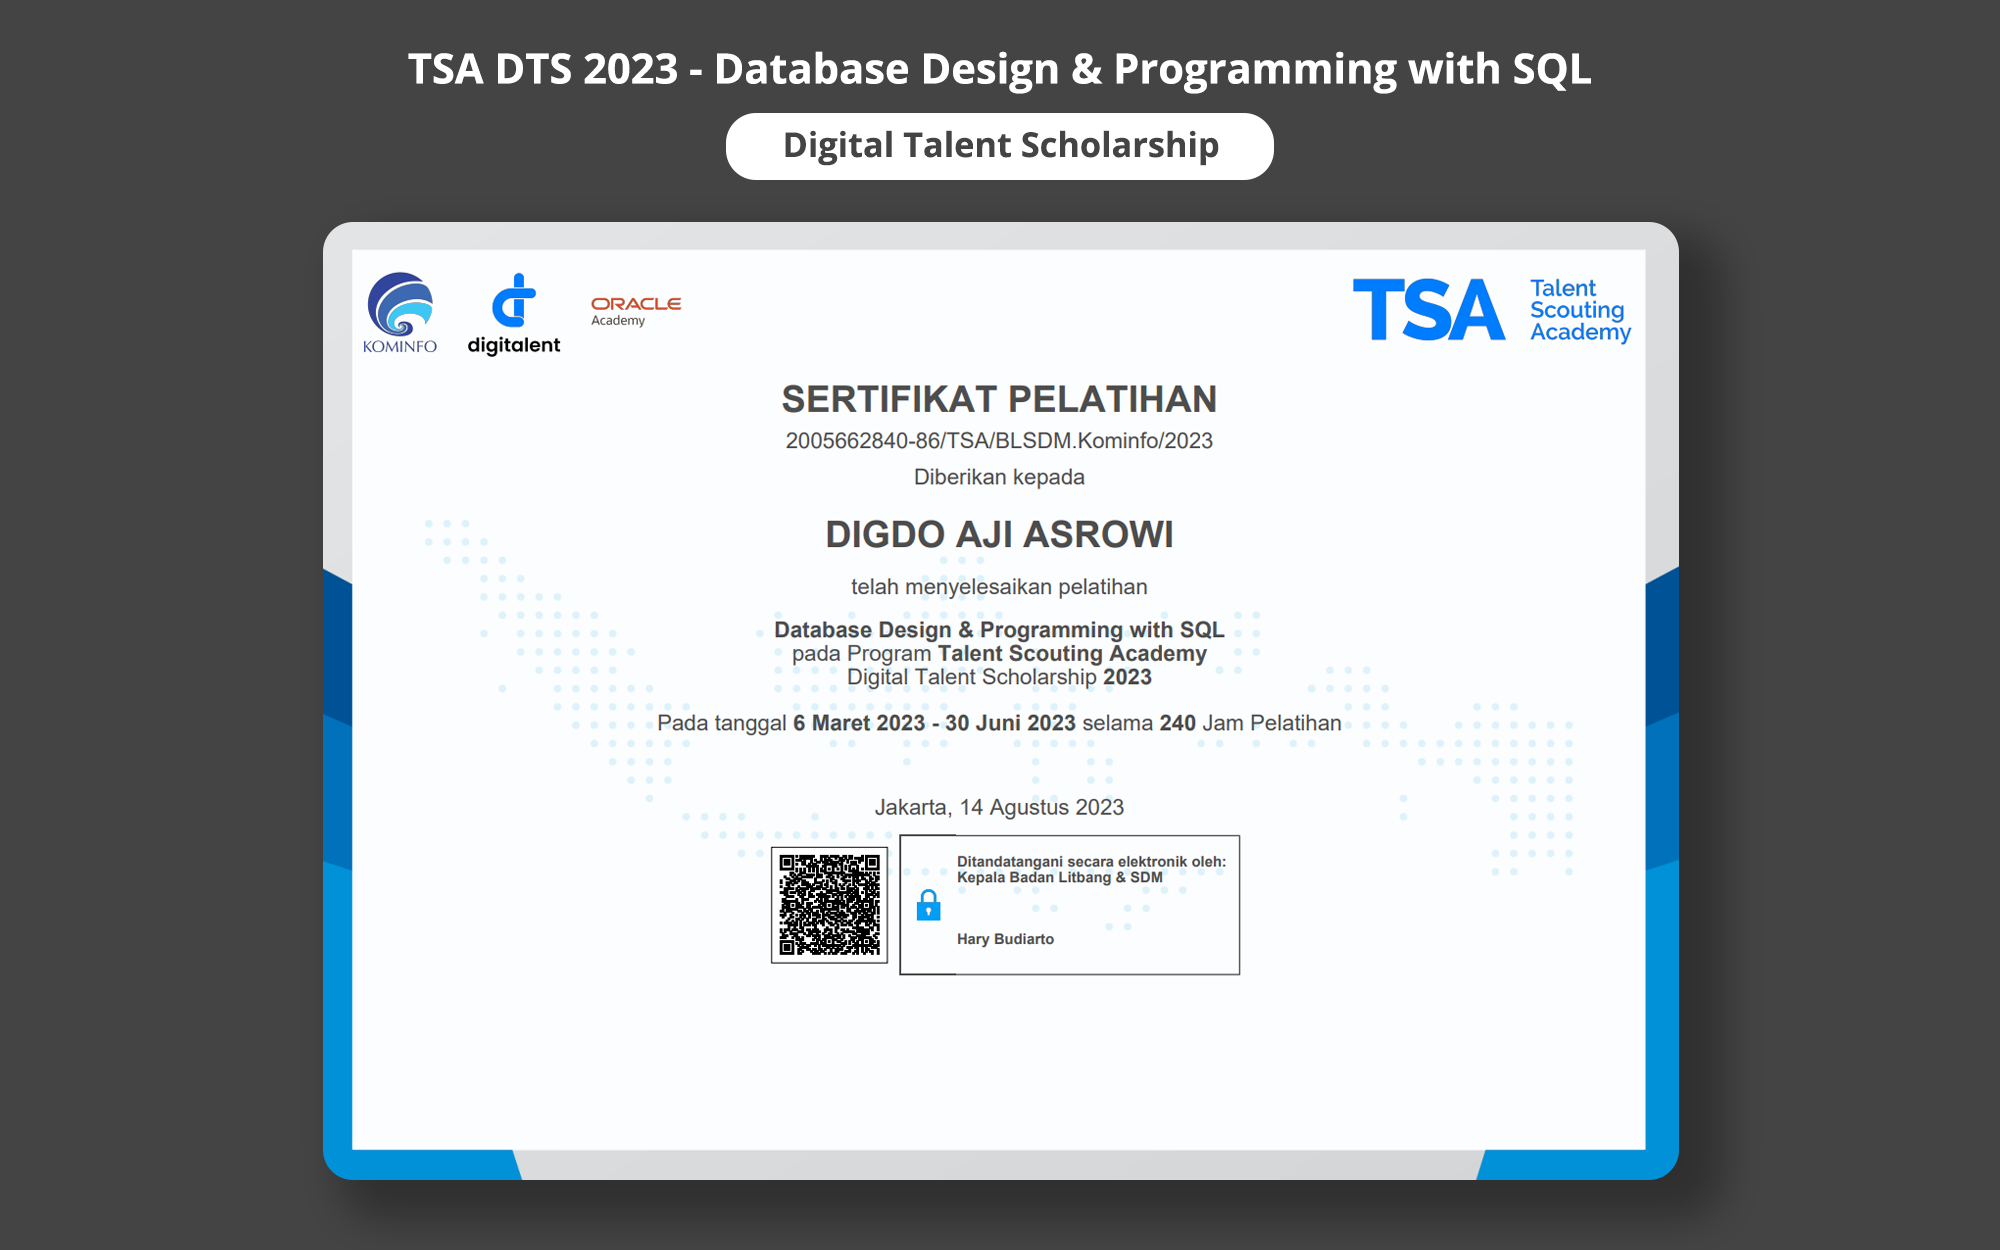 TSA DTS 2023 - Database Design & Programming with SQL
Digital Talent Scholarship
KOMINFO
digitalent
ORACLE
Academy
TSA
Talent
Scouting
Academy
SERTIFIKAT PELATIHAN
2005662840-86/TSA/BLSDM.Kominfo/2023
Diberikan kepada
DIGDO AJI ASROWI
telah menyelesaikan pelatihan
Database Design & Programming with SQL
pada Program Talent Scouting Academy
Digital Talent Scholarship 2023
Pada tanggal 6 Maret 2023 - 30 Juni 2023 selama 240 Jam Pelatihan
Jakarta, 14 Agustus 2023
Ditandatangani secara elektronik oleh:
Kepala Badan Litbang & SDM
Hary Budiarto